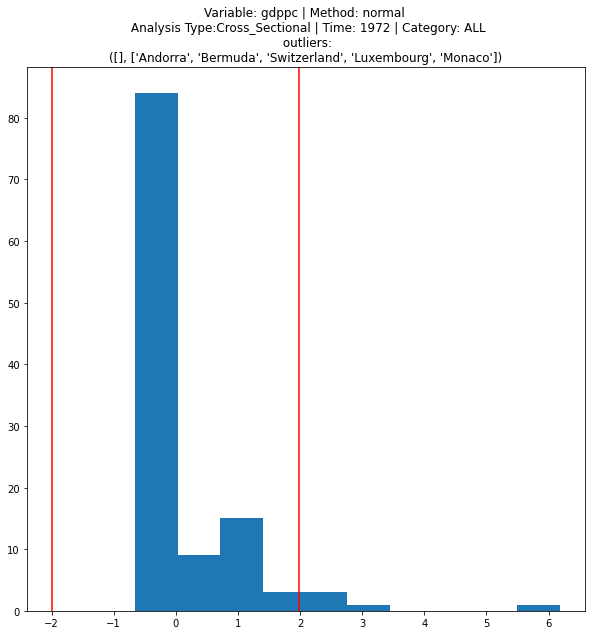 Variable: gdppc | Method: normal
Analysis Type:Cross_Sectional | Time: 1972 | Category: ALL
outliers:
([], ['Andorra', 'Bermuda', 'Switzerland', 'Luxembourg', 'Monaco'])
80
70
60
50
40
30
20
10
0
−2 −1 0 1 2 3 4 5 6